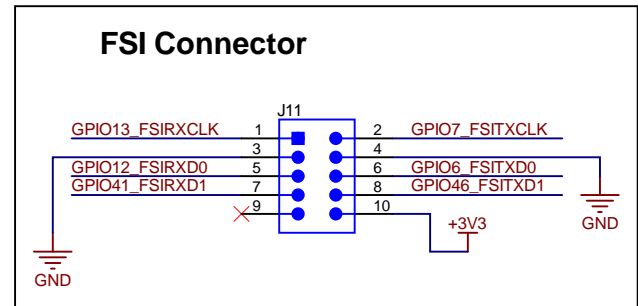 FSI Connector
J11
GPIO13_FSIRXCLK 1 2 GPIO7_FSITXCLK
3 4
GPIO12_FSIRXD0 5 6 GPIO6_FSITXD0
GPIO41_FSIRXD1 7 8 GPIO46_FSITXD1
9 10
+3V3
GND
GND